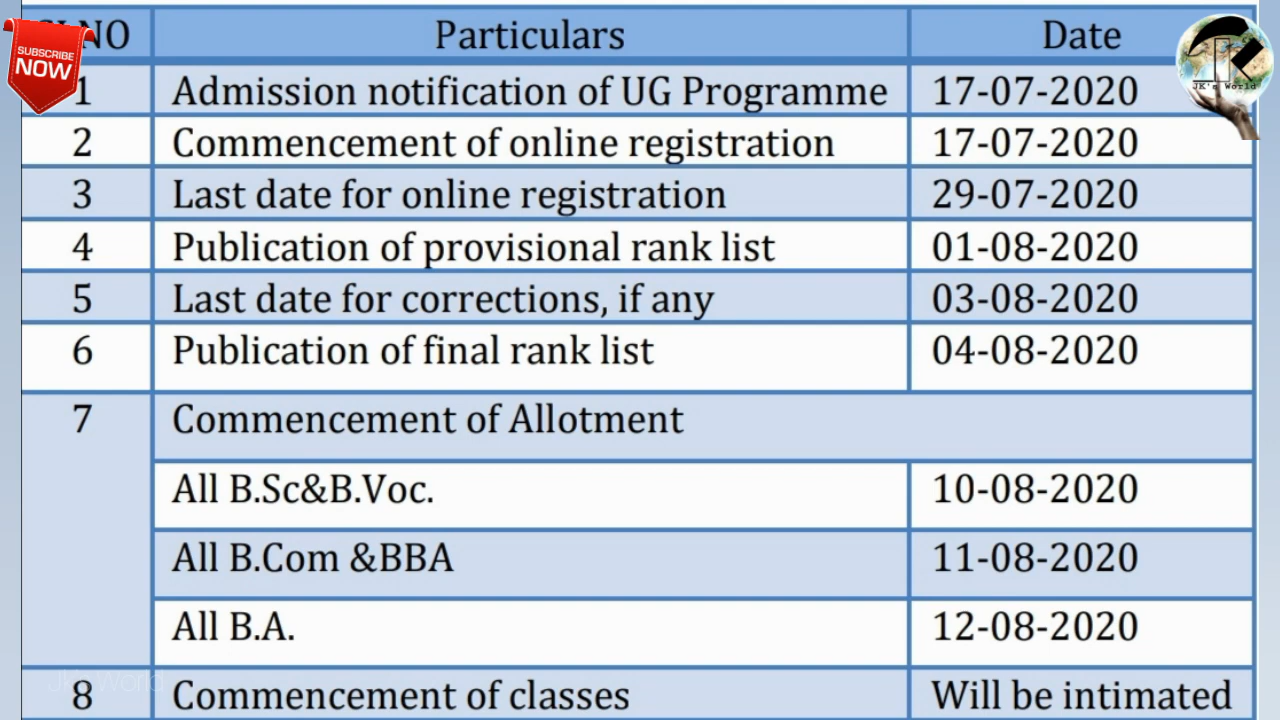 NO Particulars Date
SUBSCRIBE
NOW
JK's World
1 Admission notification of UG Programme 17-07-2020
2 Commencement of online registration 17-07-2020
3 Last date for online registration 29-07-2020
4 Publication of provisional rank list 01-08-2020
5 Last date for corrections, if any 03-08-2020
6 Publication of final rank list 04-08-2020
7 Commencement of Allotment
All B.Sc&B.Voc. 10-08-2020
All B.Com &BBA 11-08-2020
All B.A. 12-08-2020
JK's World
8 Commencement of classes Will be intimated